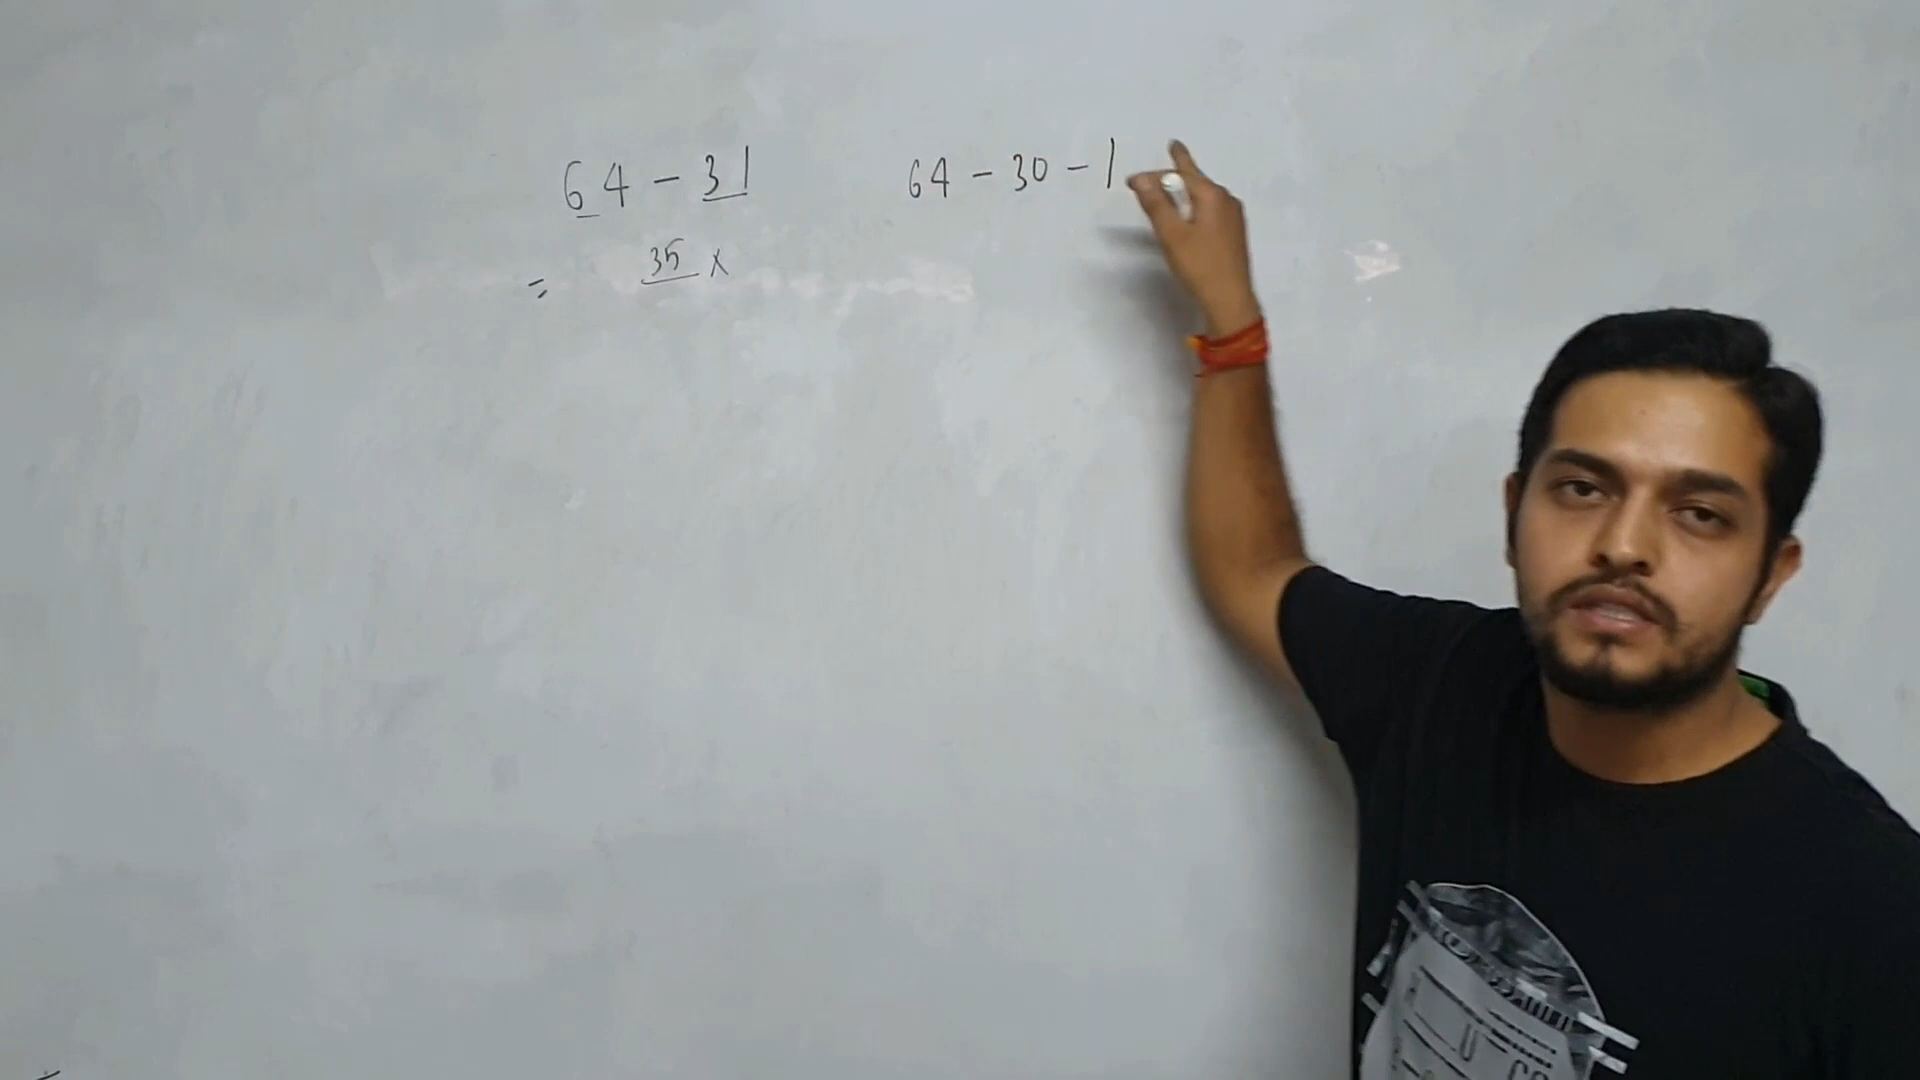 64 - 31
64 - 30 - 1
= 35 x